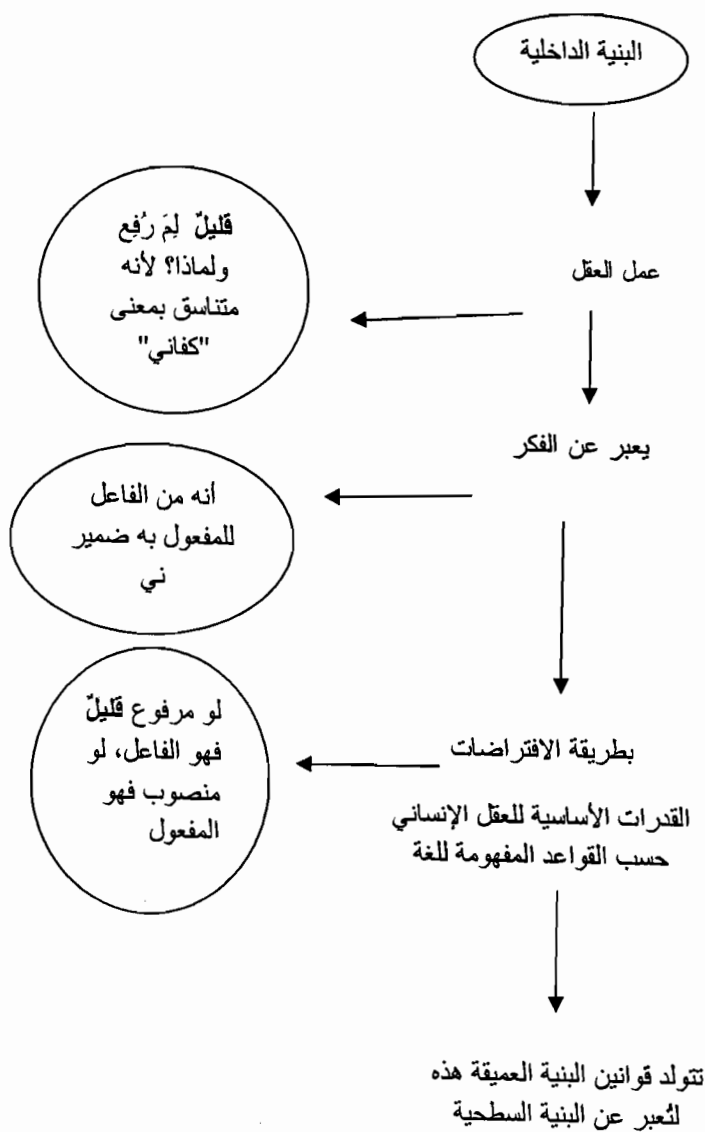 البنية الداخلية
عمل العقل
قليلٌ لِمَ رُفِع
ولماذا؟ لأنه
متناسق بمعنى
"كفاني"
يعبر عن الفكر
أنه من الفاعل
للمفعول به ضمير
ني
بطريقة الافتراضات
القدرات الأساسية للعقل الإنساني
حسب القواعد المفهومة للغة
لو مرفوع قليلٌ
فهو الفاعل، لو
منصوب فهو
المفعول
تتولد قوانين البنية العميقة هذه
لتُعبر عن البنية السطحية